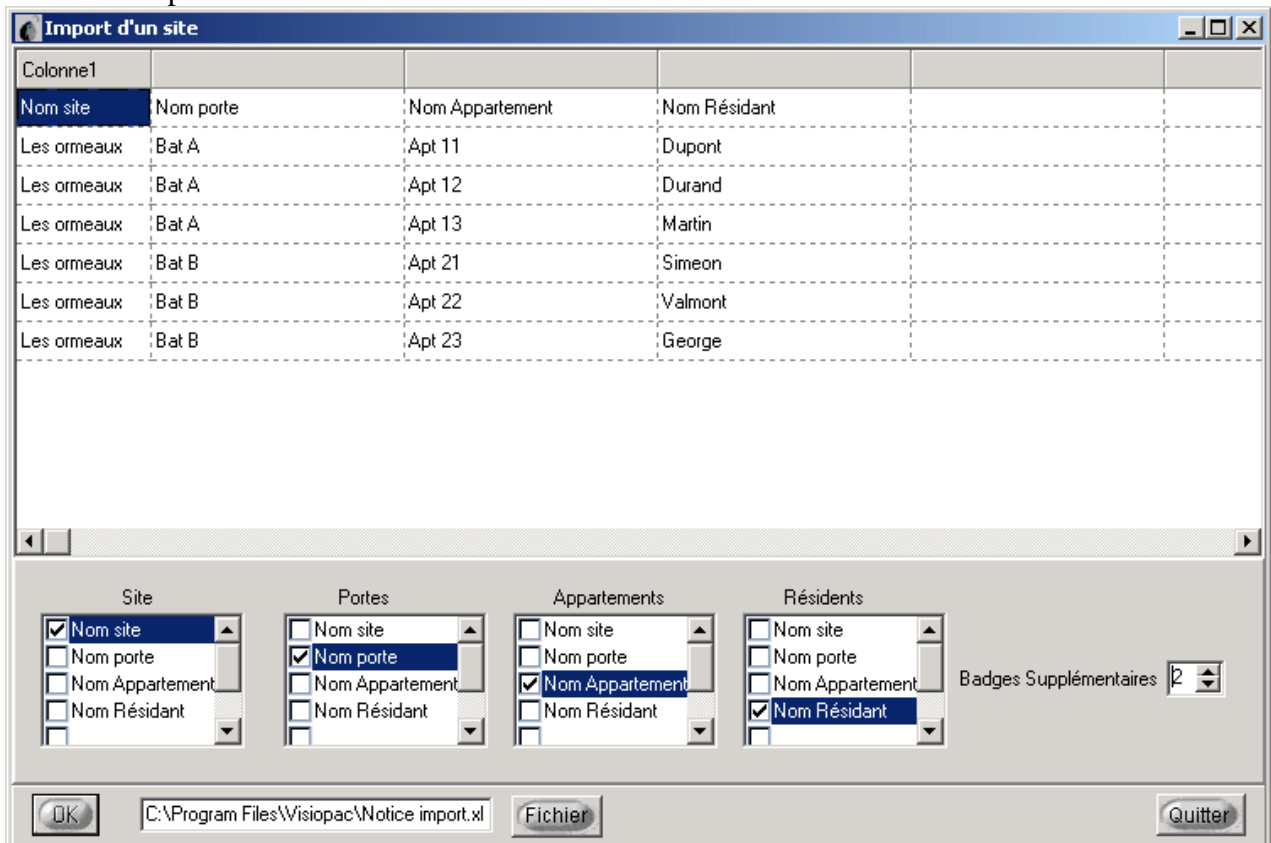 Import d'un site
Colonne1
Nom site Nom porte Nom Appartement Nom Résidant
Les ormeaux Bat A Apt 11 Dupont
Les ormeaux Bat A Apt 12 Durand
Les ormeaux Bat A Apt 13 Martin
Les ormeaux Bat B Apt 21 Simeon
Les ormeaux Bat B Apt 22 Valmont
Les ormeaux Bat B Apt 23 George
Site Portes Appartements Résidents
Nom site Nom site Nom site Nom site
Nom porte Nom porte Nom porte Nom porte
Nom Appartement Nom Appartement Nom Appartement Nom Appartement
Badges Supplémentaires 2
Nom Résidant Nom Résidant Nom Résidant Nom Résidant
OK C:\Program Files\Visiopac\Notice import.xl Fichier Quitter